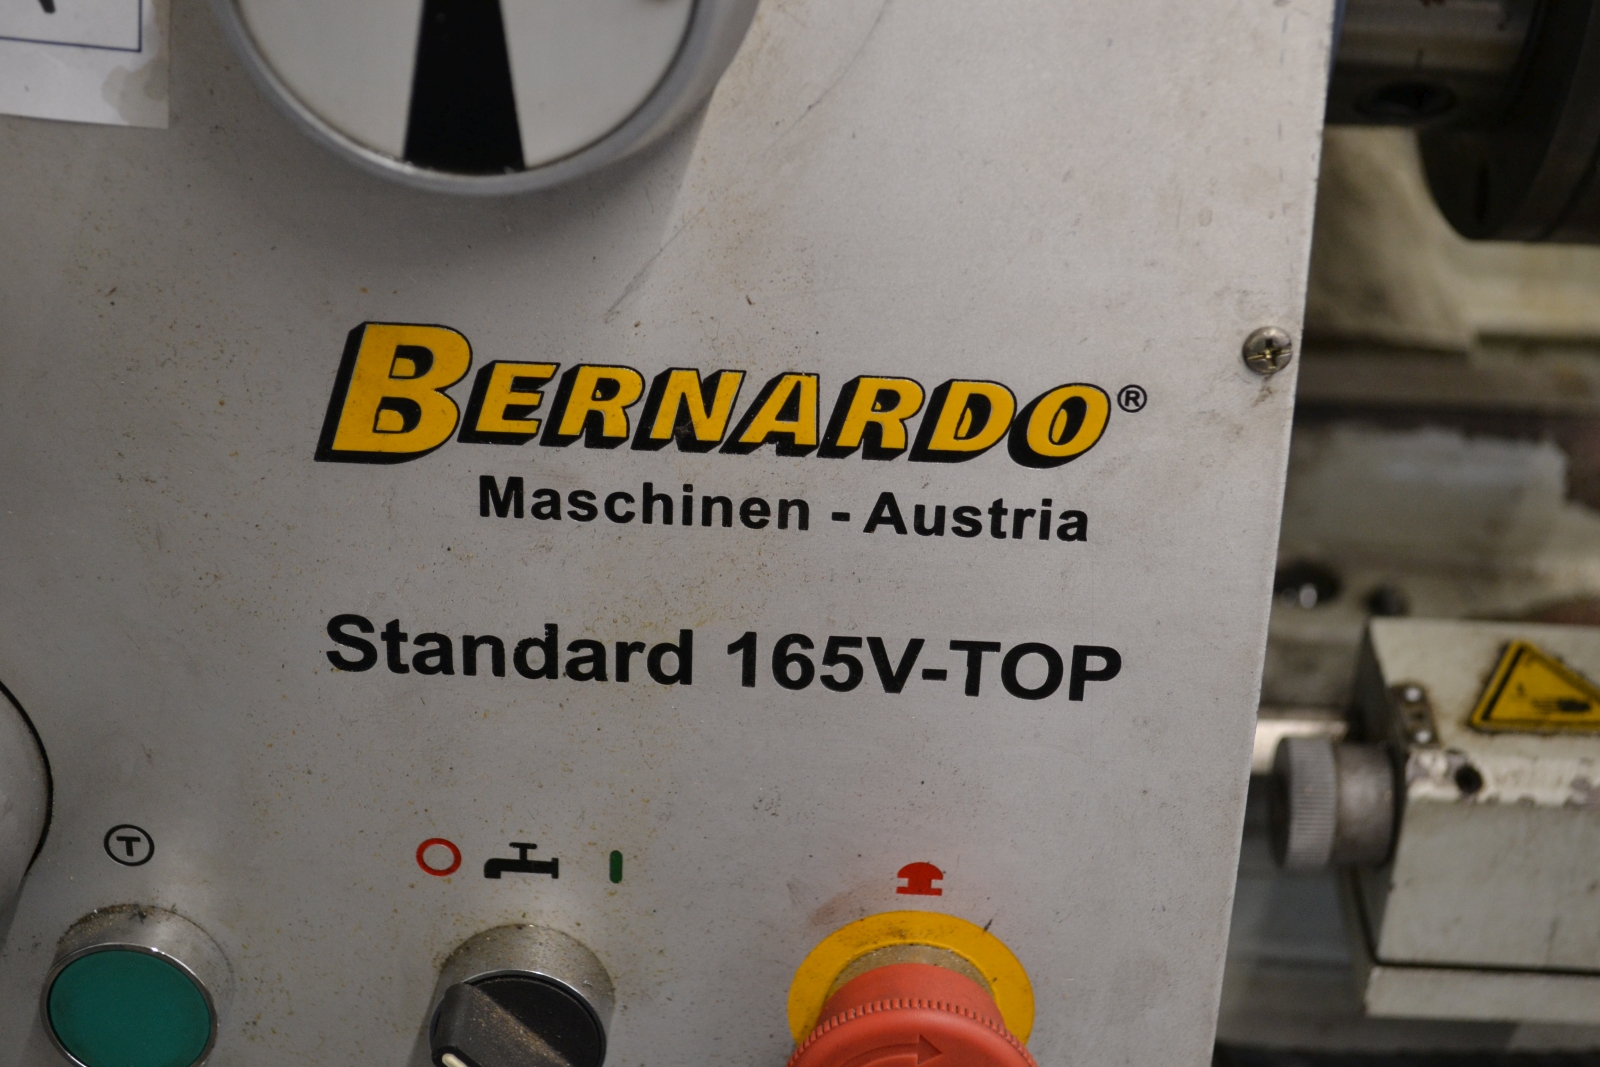 BERNARDO®
Maschinen - Austria
Standard 165V-TOP
T